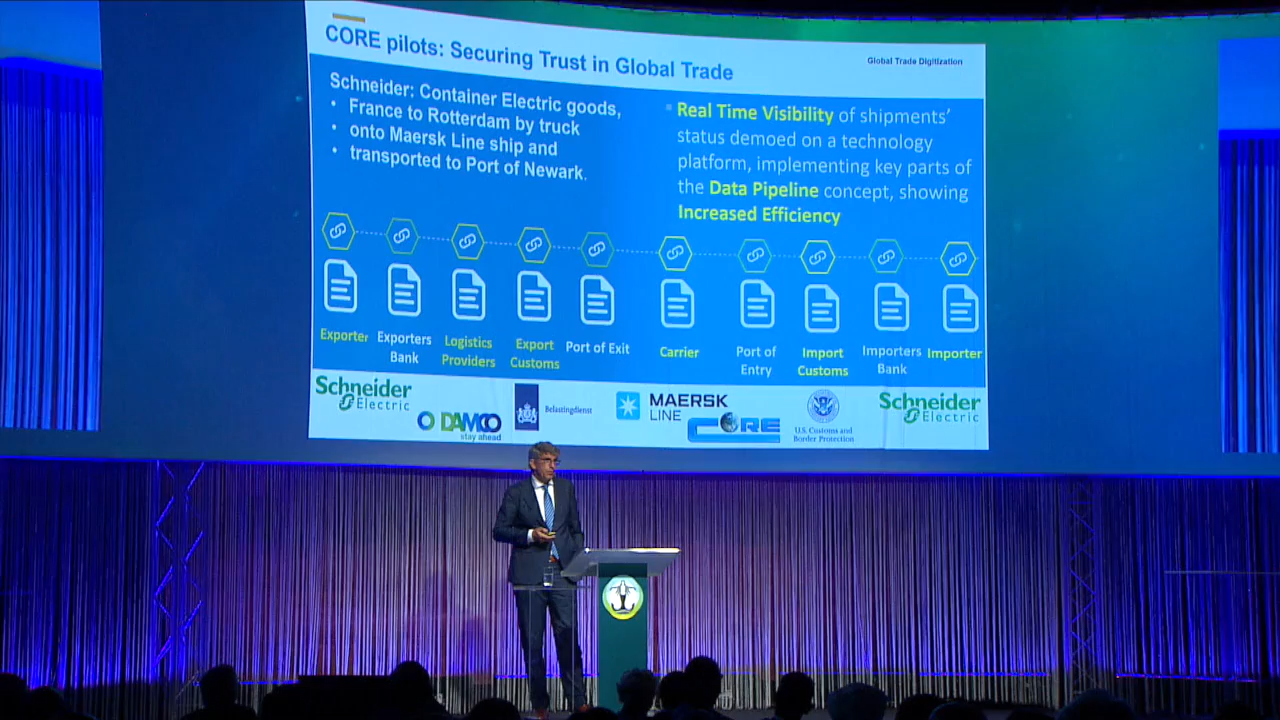 CORE pilots: Securing Trust in Global Trade
Global Trade Digitization
Schneider: Container Electric goods,
• France to Rotterdam by truck
• onto Maersk Line ship and
• transported to Port of Newark.
Real Time Visibility of shipments'
status demoed on a technology
platform, implementing key parts of
the Data Pipeline concept, showing
Increased Efficiency
Exporter
Exporters
Bank
Logistics
Providers
Export
Customs
Port of Exit
Carrier
Port of
Entry
Import
Customs
Importers
Bank
Importer
Schneider
Electric
DAMCO
stay ahead
Belastingdienst
MAERSK
LINE
CORE
U.S. Customs and
Border Protection
Schneider
Electric